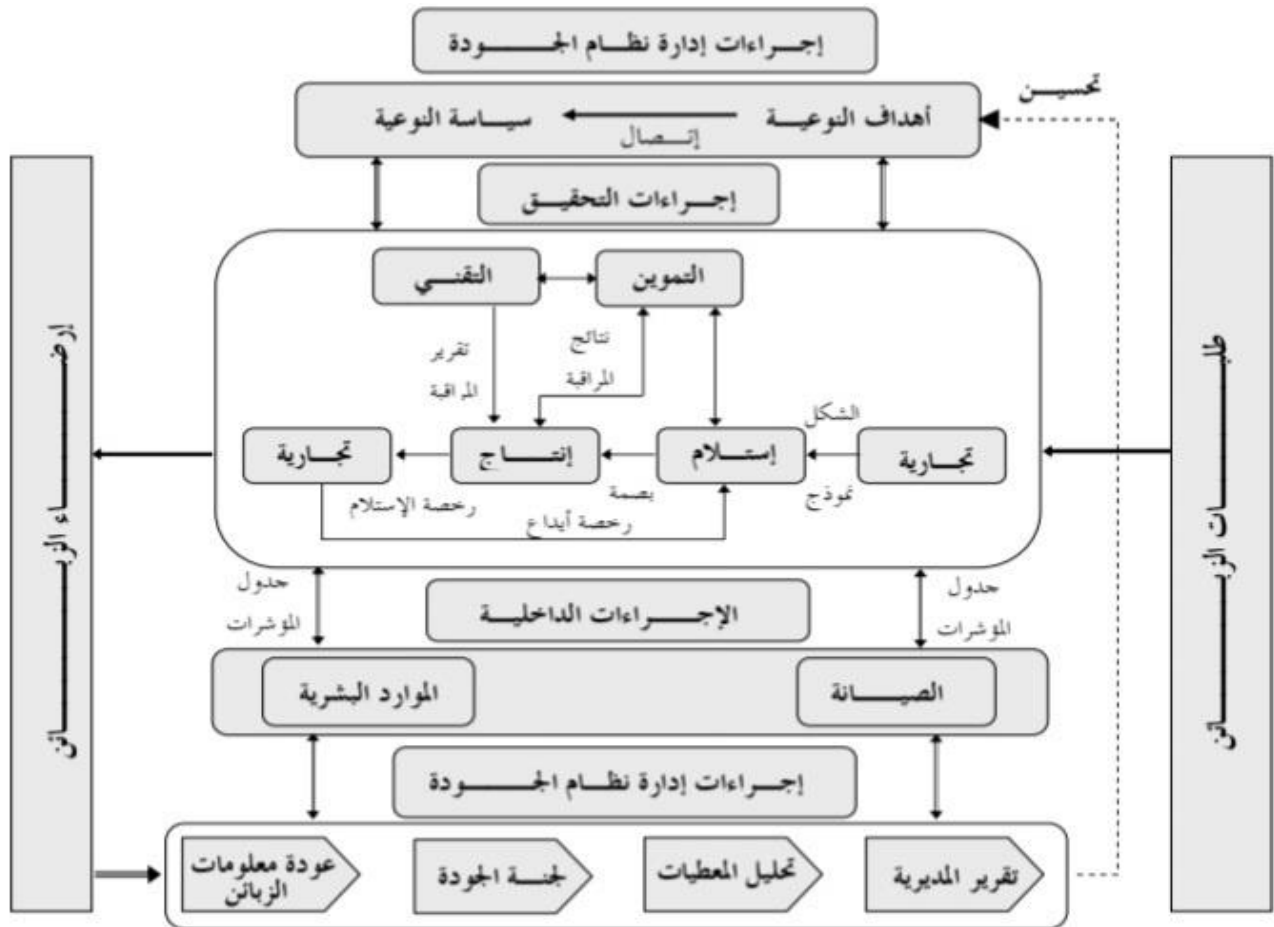 إجراءات إدارة نظام الجودة
تحسين
أهداف النوعية
سياسة النوعية
إتصال
إجراءات التحقيق
طلبات الزبائن
إرضاء الزبائن
التموين
التقني
نتائج
المراقبة
تقرير
المراقبة
الشكل
تجارية
إستلام
إنتاج
تجارية
نموذج
بصمة
رخصة الإستلام
رخصة أيداع
جدول
المؤشرات
جدول
المؤشرات
الإجراءات الداخلية
الصيانة
الموارد البشرية
إجراءات إدارة نظام الجودة
عودة معلومات
الزبائن
لجنة الجودة
تحليل المعطيات
تقرير المديرية